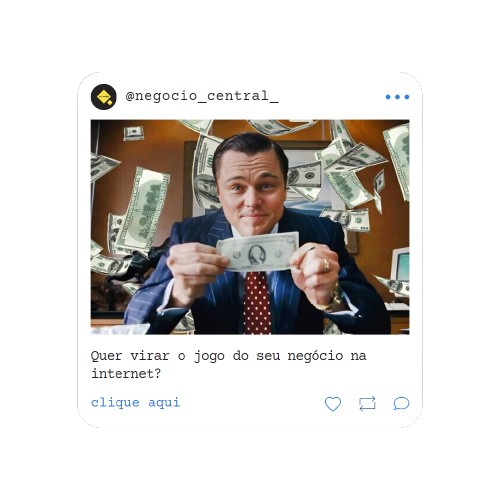 @negocio_central_
Quer virar o jogo do seu negócio na
internet?
clique aqui